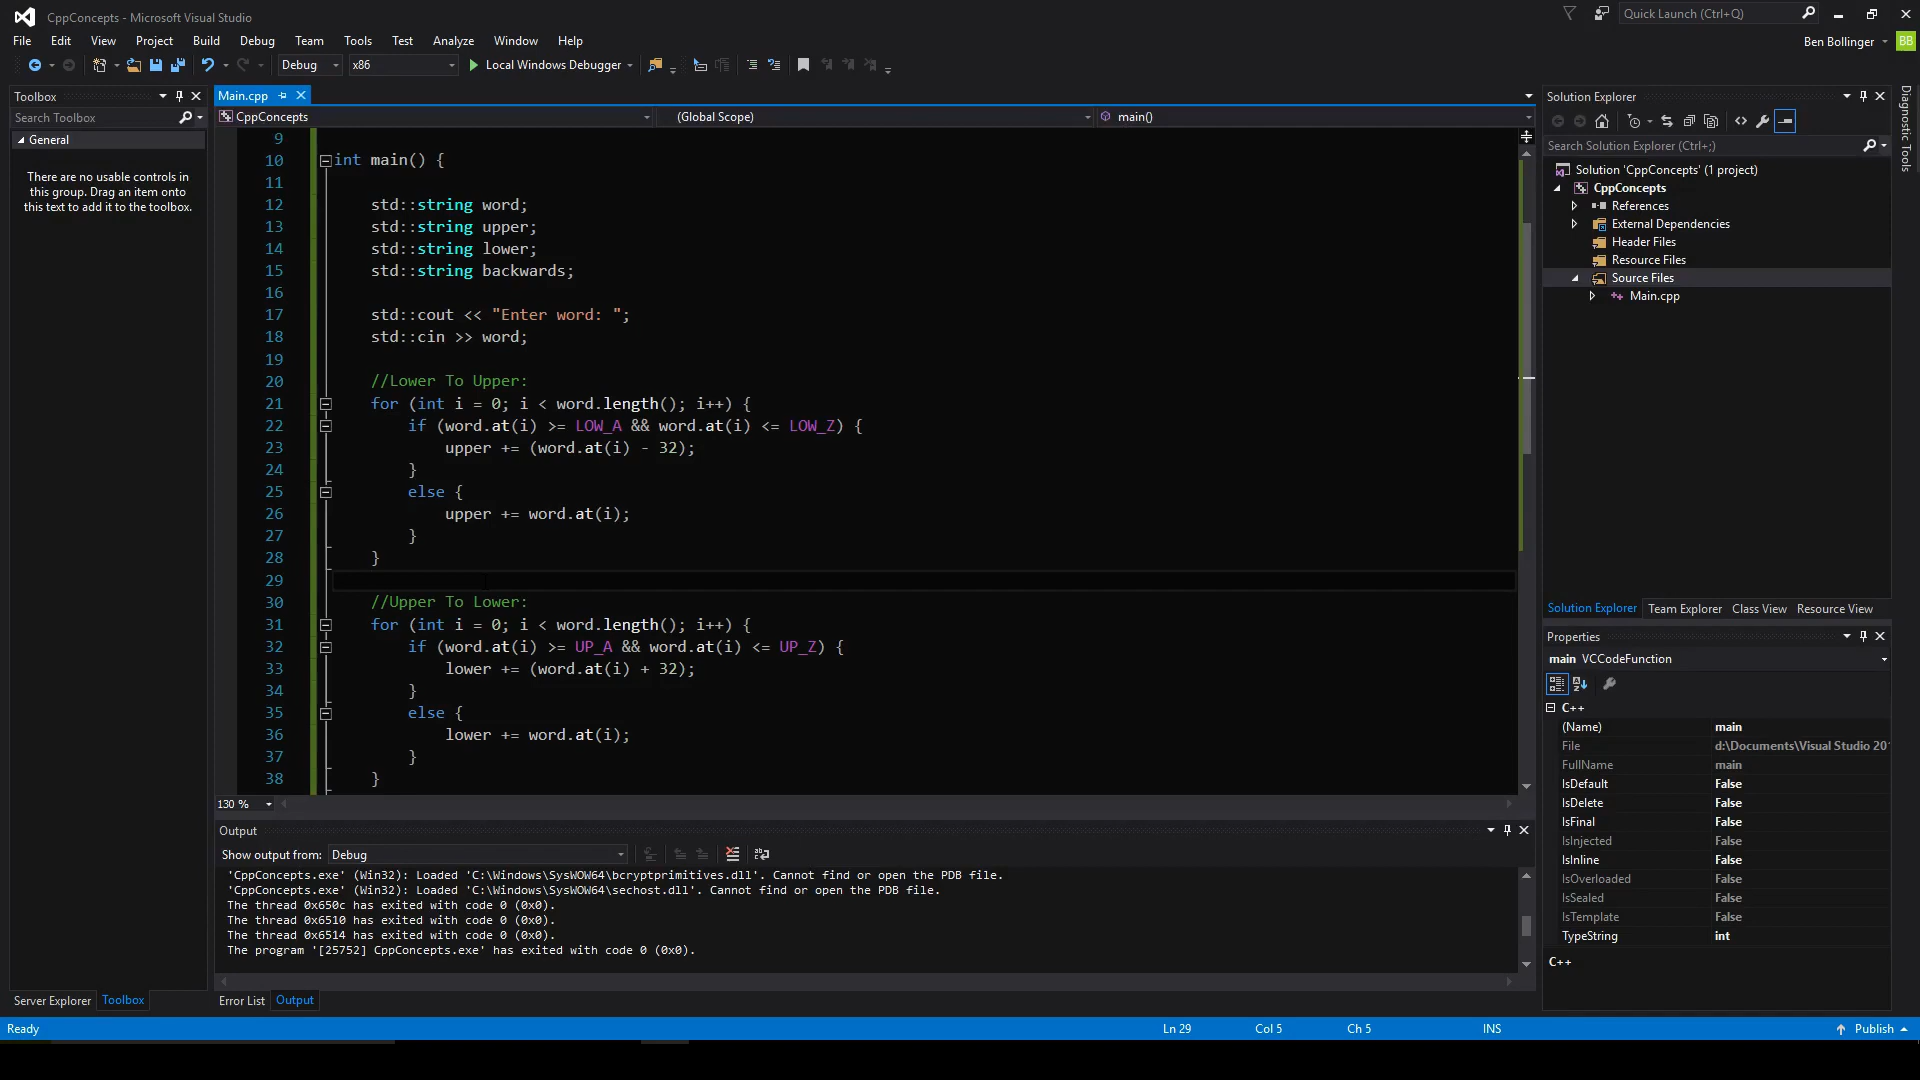 CppConcepts - Microsoft Visual Studio
Quick Launch (Ctrl+Q)
File Edit View Project Build Debug Team Tools Test Analyze Window Help
Ben Bollinger BB
Debug x86 Local Windows Debugger
Toolbox
Search Toolbox
General
There are no usable controls in
this group. Drag an item onto
this text to add it to the toolbox.
Server Explorer Toolbox
Main.cpp
CppConcepts (Global Scope) main()
9
10 int main() {
11
12 std::string word;
13 std::string upper;
14 std::string lower;
15 std::string backwards;
16
17 std::cout << "Enter word: ";
18 std::cin >> word;
19
20 //Lower To Upper:
21 for (int i = 0; i < word.length(); i++) {
22 if (word.at(i) >= LOW_A && word.at(i) <= LOW_Z) {
23 upper += (word.at(i) - 32);
24 }
25 else {
26 upper += word.at(i);
27 }
28 }
29
30 //Upper To Lower:
31 for (int i = 0; i < word.length(); i++) {
32 if (word.at(i) >= UP_A && word.at(i) <= UP_Z) {
33 lower += (word.at(i) + 32);
34 }
35 else {
36 lower += word.at(i);
37 }
38 }
130 %
Output
Show output from: Debug
'CppConcepts.exe' (Win32): Loaded 'C:\Windows\SysWOW64\bcryptprimitives.dll'. Cannot find or open the PDB file.
'CppConcepts.exe' (Win32): Loaded 'C:\Windows\SysWOW64\sechost.dll'. Cannot find or open the PDB file.
The thread 0x650c has exited with code 0 (0x0).
The thread 0x6510 has exited with code 0 (0x0).
The thread 0x6514 has exited with code 0 (0x0).
The program '[25752] CppConcepts.exe' has exited with code 0 (0x0).
Error List Output
Solution Explorer
Search Solution Explorer (Ctrl+;)
Solution 'CppConcepts' (1 project)
CppConcepts
References
External Dependencies
Header Files
Resource Files
Source Files
Main.cpp
Solution Explorer Team Explorer Class View Resource View
Properties
main VCCodeFunction
C++
(Name) main
File d:\Documents\Visual Studio 20
FullName main
IsDefault False
IsDelete False
IsFinal False
IsInjected False
IsInline False
IsOverloaded False
IsSealed False
IsTemplate False
TypeString int
C++
Diagnostic Tools
Ready Ln 29 Col 5 Ch 5 INS Publish